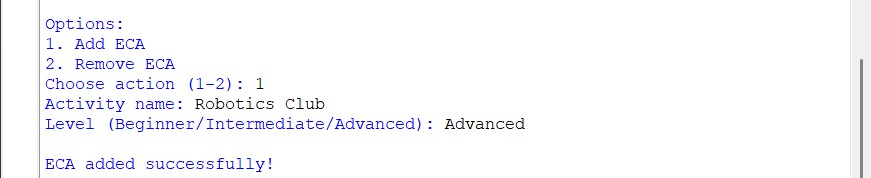 Options:
1. Add ECA
2. Remove ECA
Choose action (1-2): 1
Activity name: Robotics Club
Level (Beginner/Intermediate/Advanced): Advanced
ECA added successfully!